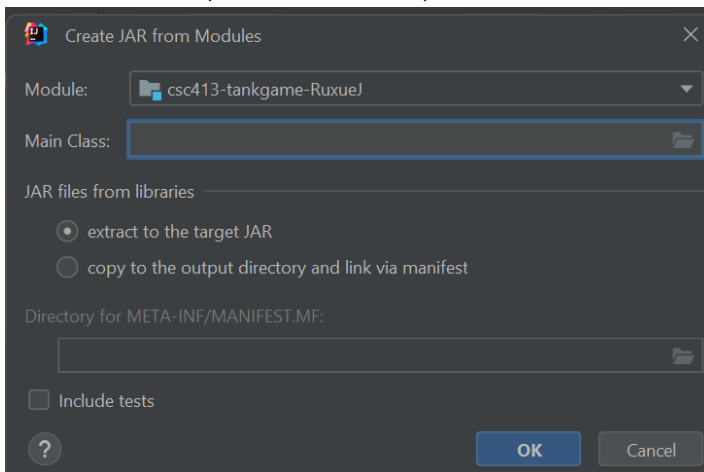 Create JAR from Modules
Module: csc413-tankgame-RuxueJ
Main Class:
JAR files from libraries
extract to the target JAR
copy to the output directory and link via manifest
Directory for META-INF/MANIFEST.MF:
Include tests
? OK Cancel